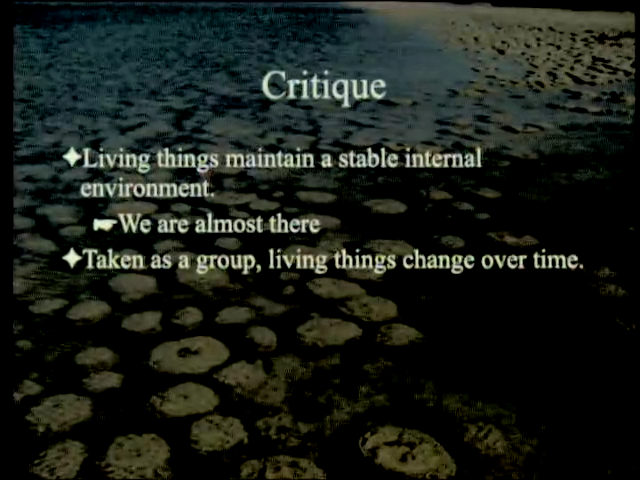 Critique
Living things maintain a stable internal
environment.
We are almost there
Taken as a group, living things change over time.